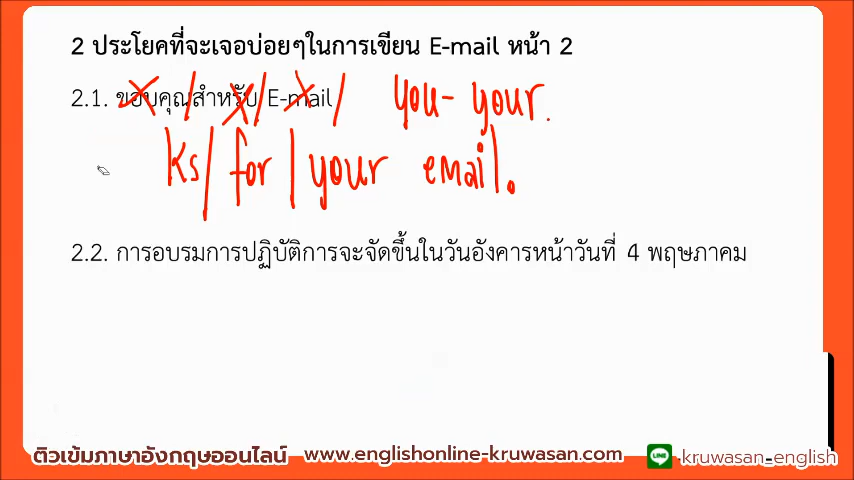 2 ประโยคที่จะเจอบ่อยๆในการเขียน E-mail หน้า 2
2.1. ขอบคุณสำหรับ E-mail you- your.
ks/ for / your email.
2.2. การอบรมการปฏิบัติการจะจัดขึ้นในวันอังคารหน้าวันที่ 4 พฤษภาคม
ติวเข้มภาษาอังกฤษออนไลน์ www.englishonline-kruwasan.com LINE kruwasan_english